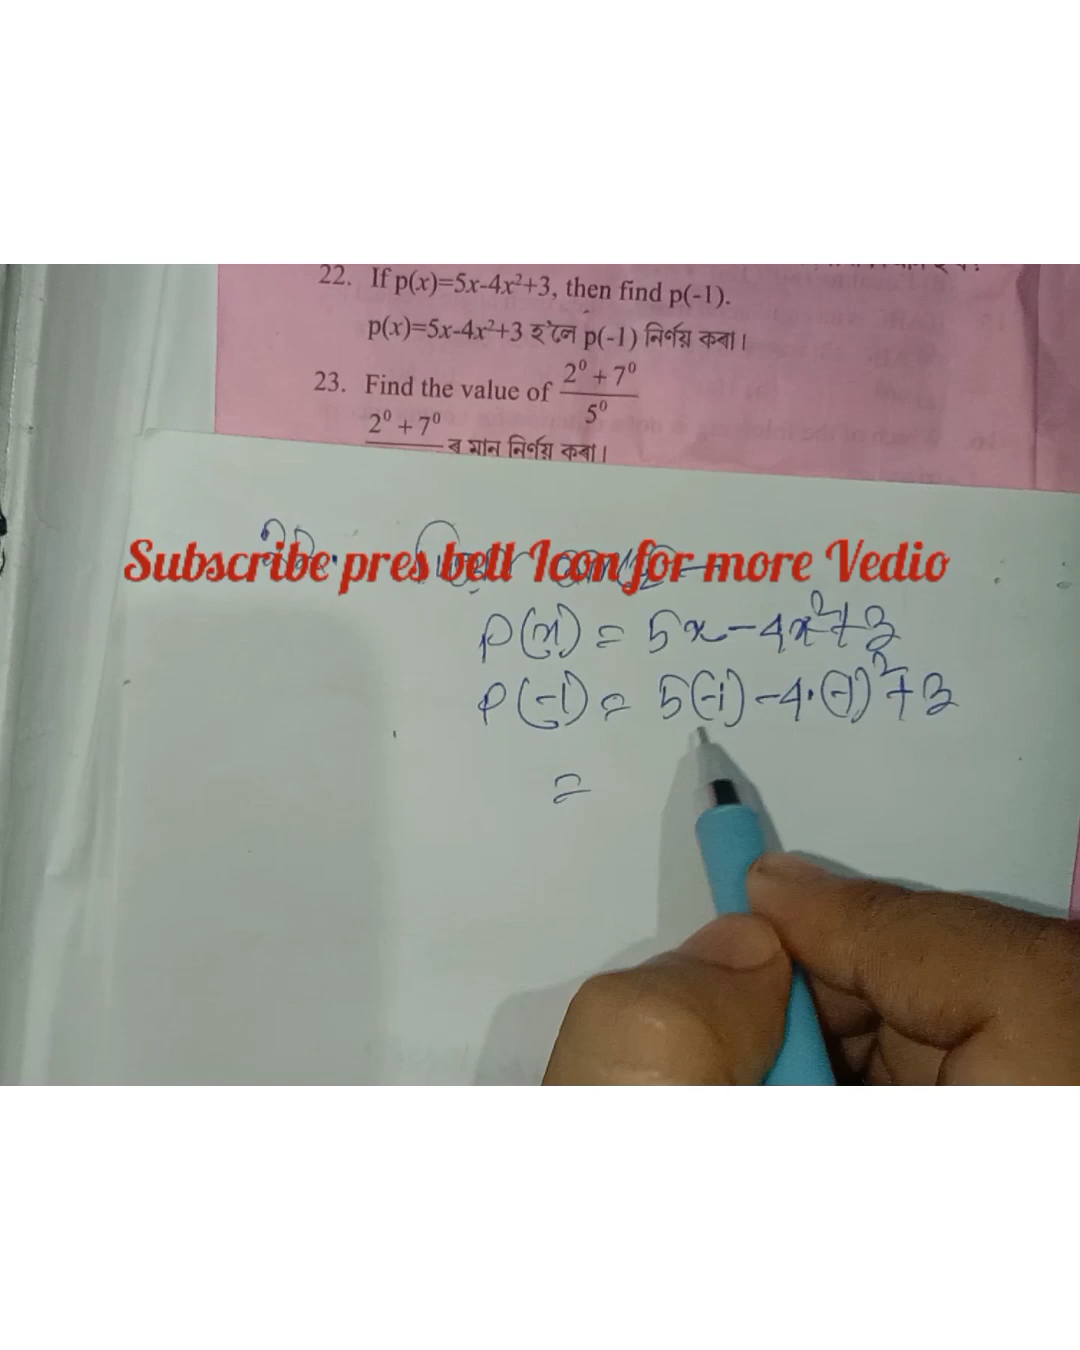 22. If p(x)=5x-4x²+3, then find p(-1).
p(x)=5x-4x²+3 হ'লে p(-1) নিৰ্ণয় কৰা।
23. Find the value of 2⁰ + 7⁰ / 5⁰
2⁰ + 7⁰ ৰ মান নিৰ্ণয় কৰা।
Subscribe pres bell Icon for more Vedio
P(x) = 5x - 4x² + 3
P(-1) = 5(-1) - 4·(-1)² + 3
=